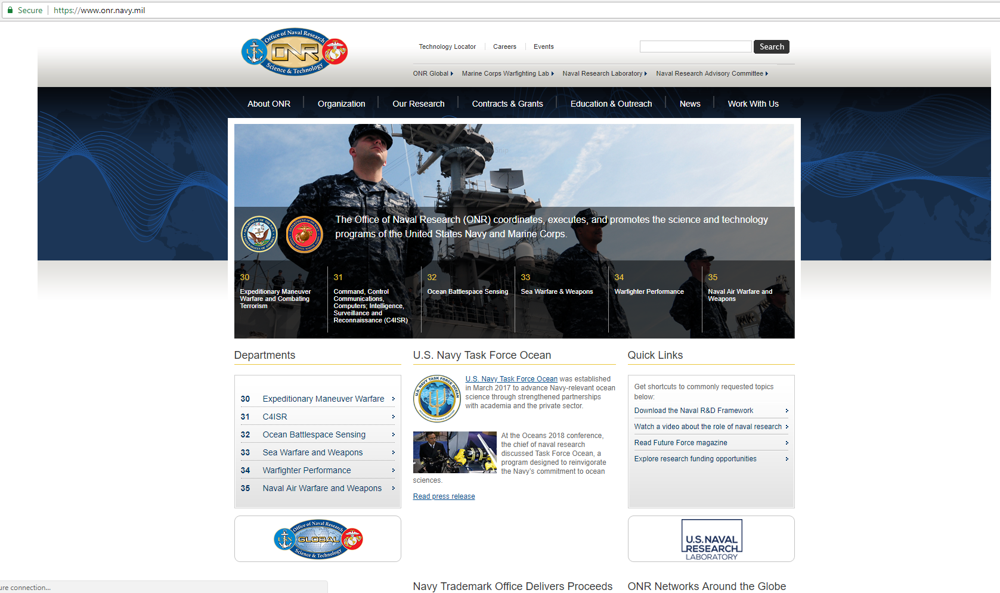 Secure
https://www.onr.navy.mil
Office of Naval Research
USN
ONR
Science & Technology
Technology Locator
Careers
Events
Search
ONR Global
Marine Corps Warfighting Lab
Naval Research Laboratory
Naval Research Advisory Committee
About ONR
Organization
Our Research
Contracts & Grants
Education & Outreach
News
Work With Us
The Office of Naval Research (ONR) coordinates, executes, and promotes the science and technology
programs of the United States Navy and Marine Corps.
30
Expeditionary Maneuver
Warfare and Combating
Terrorism
31
Command, Control
Communications,
Computers; Intelligence,
Surveillance and
Reconnaissance (C4ISR)
32
Ocean Battlespace Sensing
33
Sea Warfare & Weapons
34
Warfighter Performance
35
Naval Air Warfare and
Weapons
Departments
30 Expeditionary Maneuver Warfare
31 C4ISR
32 Ocean Battlespace Sensing
33 Sea Warfare and Weapons
34 Warfighter Performance
35 Naval Air Warfare and Weapons
Office of Naval Research
USN
GLOBAL
Science & Technology
U.S. Navy Task Force Ocean
U.S. NAVY TASK FORCE OCEAN
U.S. Navy Task Force Ocean was established
in March 2017 to advance Navy-relevant ocean
science through strengthened partnerships
with academia and the private sector.
At the Oceans 2018 conference,
the chief of naval research
discussed Task Force Ocean, a
program designed to reinvigorate
the Navy's commitment to ocean
sciences.
Read press release
Quick Links
Get shortcuts to commonly requested topics
below:
Download the Naval R&D Framework
Watch a video about the role of naval research
Read Future Force magazine
Explore research funding opportunities
U.S. NAVAL
RESEARCH
LABORATORY
ure connection...
Navy Trademark Office Delivers Proceeds
ONR Networks Around the Globe